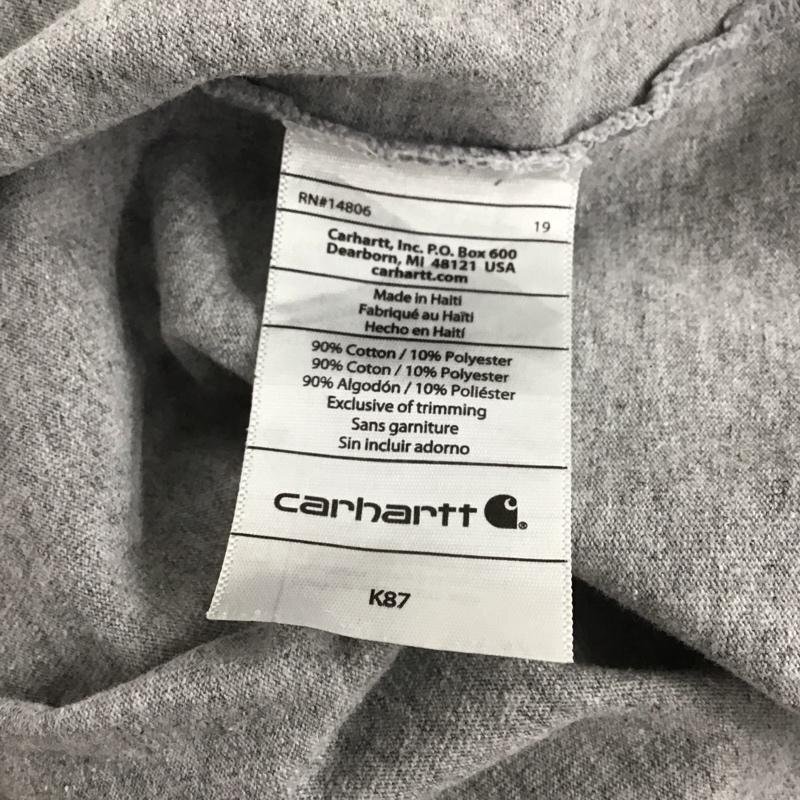 RN#14806
19
Carhartt, Inc. P.O. Box 600
Dearborn, MI 48121 USA
carhartt.com
Made in Haiti
Fabriqué au Haïti
Hecho en Haití
90% Cotton / 10% Polyester
90% Coton / 10% Polyester
90% Algodón / 10% Poliéster
Exclusive of trimming
Sans garniture
Sin incluir adorno
carhartt ®
K87